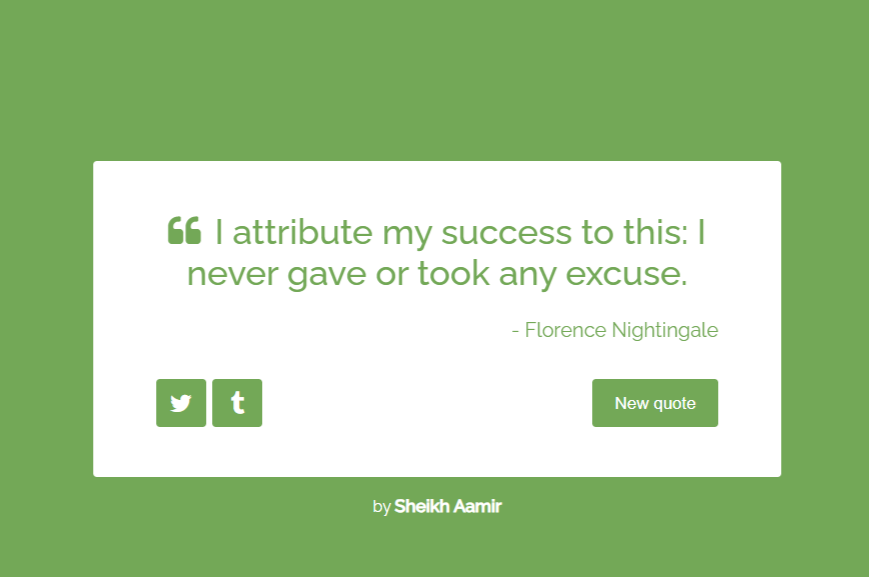 I attribute my success to this: I
never gave or took any excuse.
- Florence Nightingale
New quote
by Sheikh Aamir